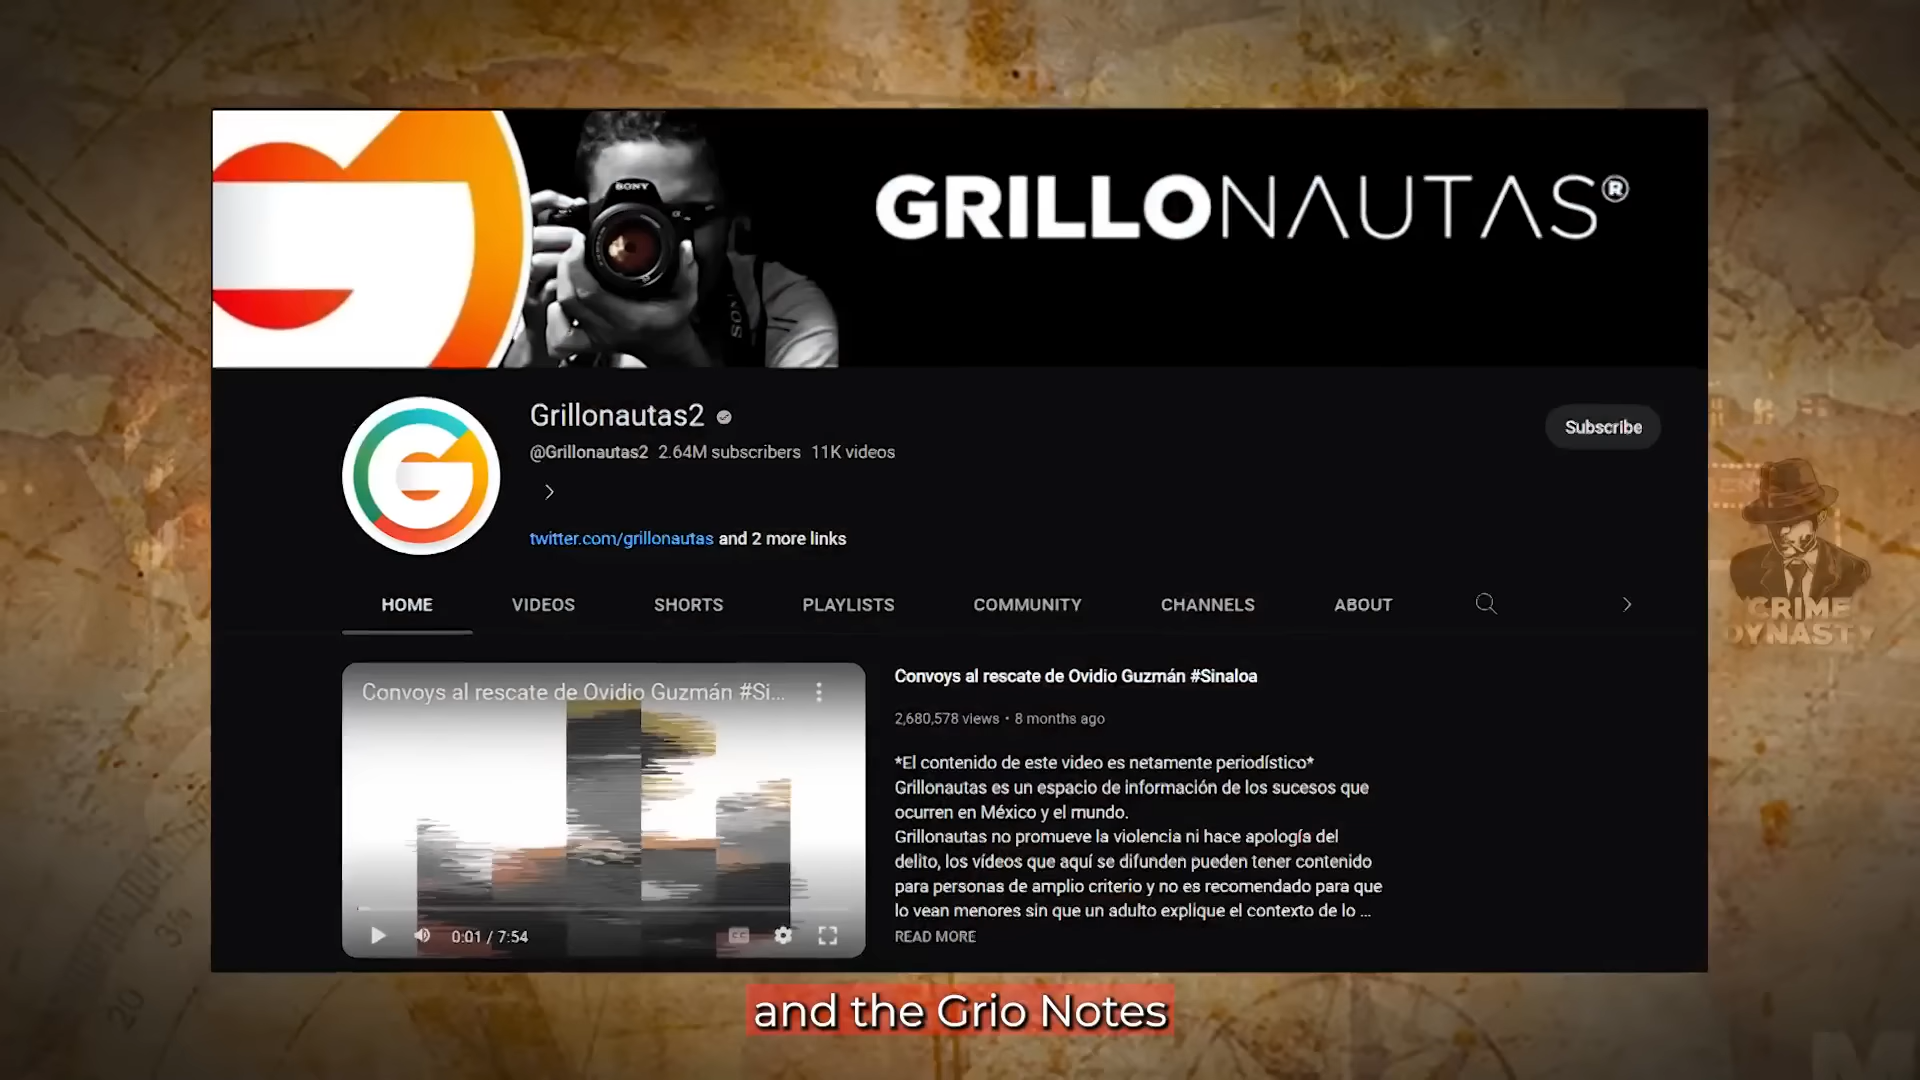 SONY
SONY
GRILLONAUTAS®
Grillonautas2
@Grillonautas2 2.64M subscribers 11K videos
Subscribe
twitter.com/grillonautas and 2 more links
HOME VIDEOS SHORTS PLAYLISTS COMMUNITY CHANNELS ABOUT
Convoys al rescate de Ovidio Guzmán #Si...
0:01 / 7:54
Convoys al rescate de Ovidio Guzmán #Sinaloa
2,680,578 views • 8 months ago
*El contenido de este video es netamente periodístico*
Grillonautas es un espacio de información de los sucesos que
ocurren en México y el mundo.
Grillonautas no promueve la violencia ni hace apología del
delito, los vídeos que aquí se difunden pueden tener contenido
para personas de amplio criterio y no es recomendado para que
lo vean menores sin que un adulto explique el contexto de lo ...
READ MORE
CRIME
DYNASTY
and the Grio Notes